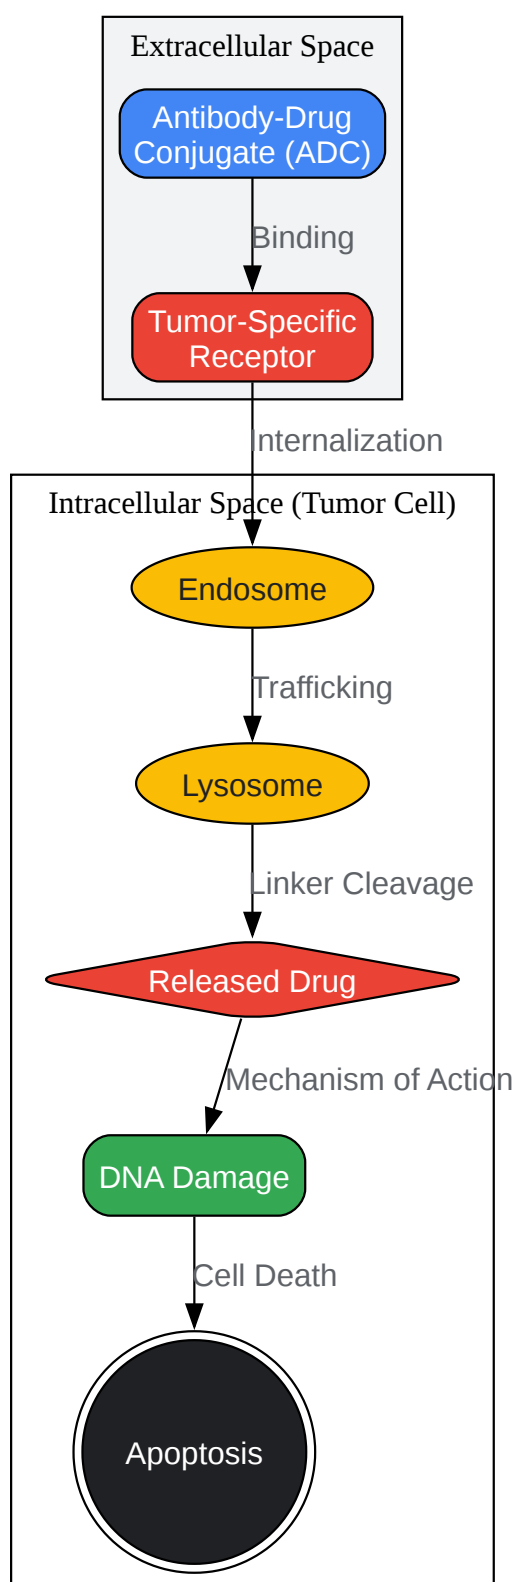 Extracellular Space
Antibody-Drug
Conjugate (ADC)
Binding
Tumor-Specific
Receptor
Internalization
Intracellular Space (Tumor Cell)
Endosome
Trafficking
Lysosome
Linker Cleavage
Released Drug
Mechanism of Action
DNA Damage
Cell Death
Apoptosis